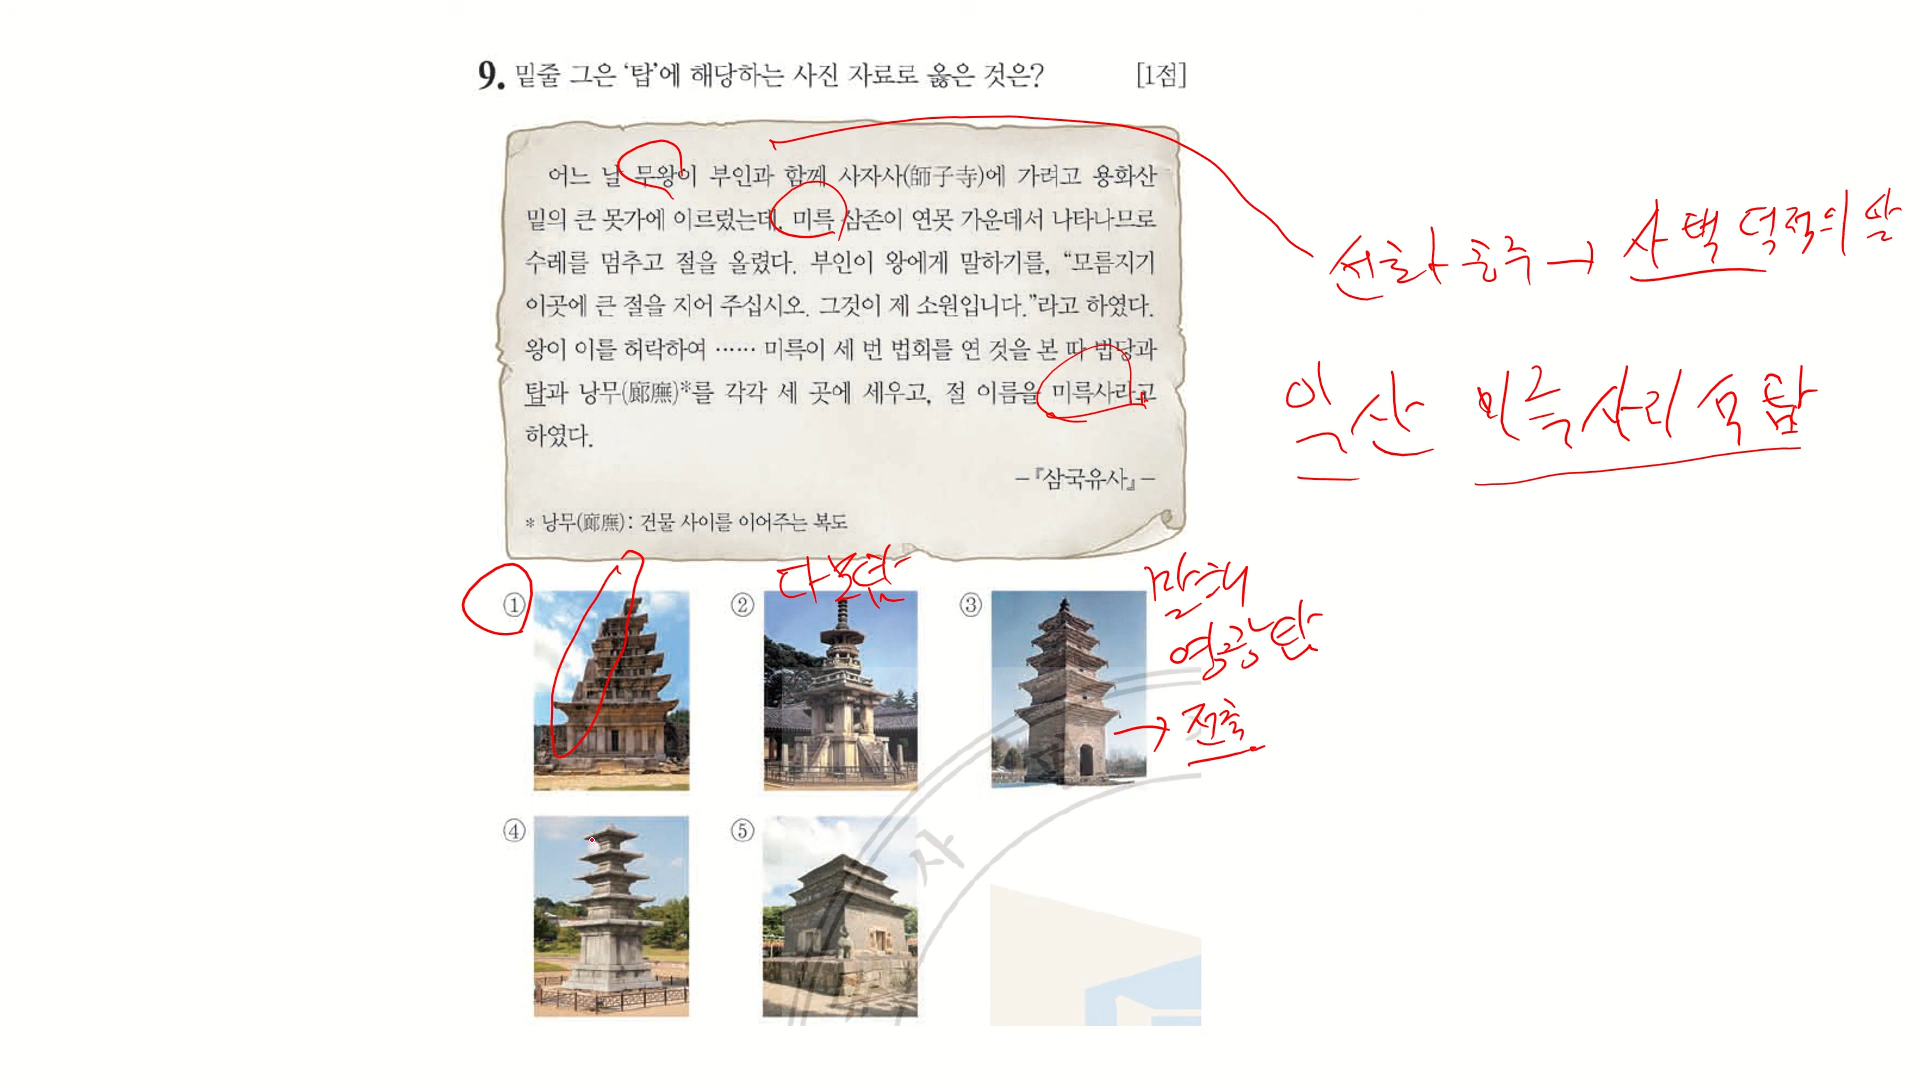 9. 밑줄 그은 ‘탑’에 해당하는 사진 자료로 옳은 것은? [1점]
어느 날 무왕이 부인과 함께 사자사(師子寺)에 가려고 용화산
밑의 큰 못가에 이르렀는데, 미륵 삼존이 연못 가운데서 나타나므로
수레를 멈추고 절을 올렸다. 부인이 왕에게 말하기를, “모름지기
이곳에 큰 절을 지어 주십시오. 그것이 제 소원입니다.”라고 하였다.
왕이 이를 허락하여 …… 미륵이 세 번 법회를 연 것을 본 따 법당과
탑과 낭무(廊廡)*를 각각 세 곳에 세우고, 절 이름을 미륵사라고
하였다.
-『삼국유사』-
* 낭무(廊廡): 건물 사이를 이어주는 복도
선화 공주 → 사택 덕적의 딸
익산 미륵사지 석탑
①
② 다보탑
③ 발해
영광탑
→ 전축
④
⑤
사